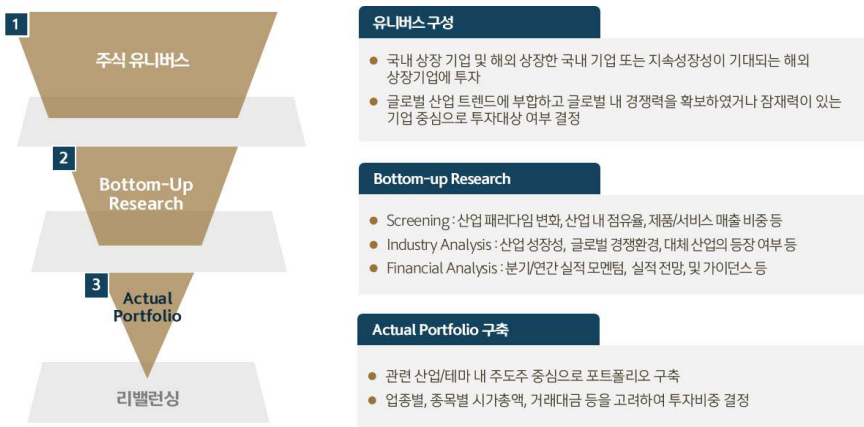 1
주식 유니버스
유니버스 구성
● 국내 상장 기업 및 해외 상장한 국내 기업 또는 지속성장성이 기대되는 해외
상장기업에 투자
● 글로벌 산업 트렌드에 부합하고 글로벌 내 경쟁력을 확보하였거나 잠재력이 있는
기업 중심으로 투자대상 여부 결정
2
Bottom-Up
Research
Bottom-up Research
● Screening : 산업 패러다임 변화, 산업 내 점유율, 제품/서비스 매출 비중 등
● Industry Analysis : 산업 성장성, 글로벌 경쟁환경, 대체 산업의 등장 여부 등
● Financial Analysis : 분기/연간 실적 모멘텀, 실적 전망, 및 가이던스 등
3
Actual
Portfolio
Actual Portfolio 구축
● 관련 산업/테마 내 주도주 중심으로 포트폴리오 구축
● 업종별, 종목별 시가총액, 거래대금 등을 고려하여 투자비중 결정
리밸런싱